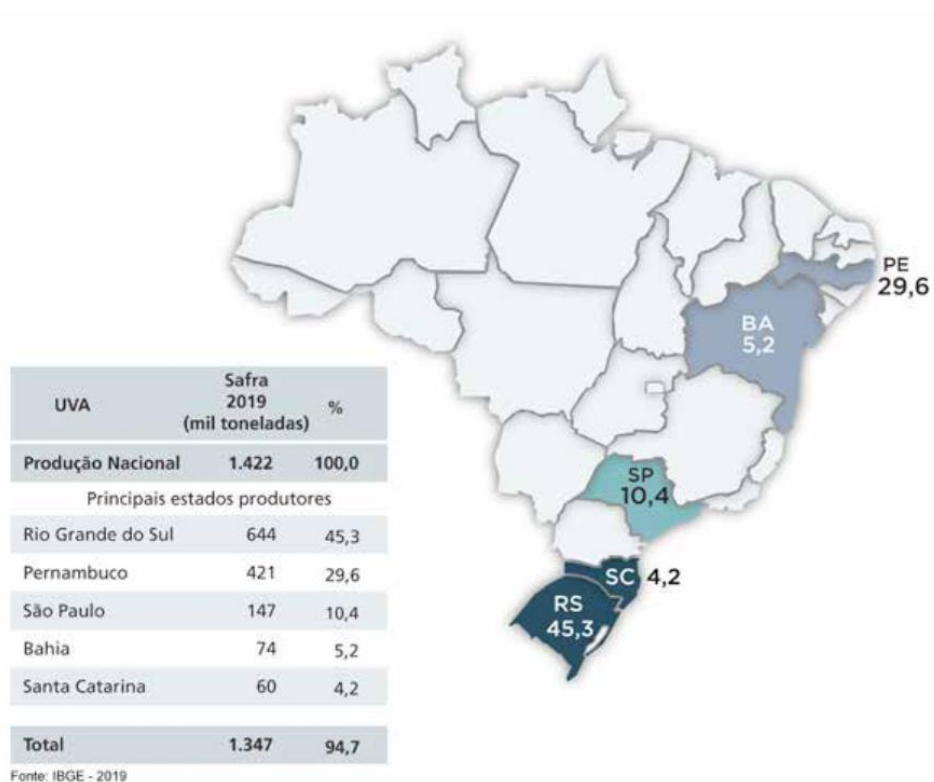 PE
29,6
BA
5,2
SP
10,4
SC 4,2
RS
45,3
UVA Safra 2019 (mil toneladas) %
Produção Nacional 1.422 100,0
Principais estados produtores
Rio Grande do Sul 644 45,3
Pernambuco 421 29,6
São Paulo 147 10,4
Bahia 74 5,2
Santa Catarina 60 4,2
Total 1.347 94,7
Fonte: IBGE - 2019